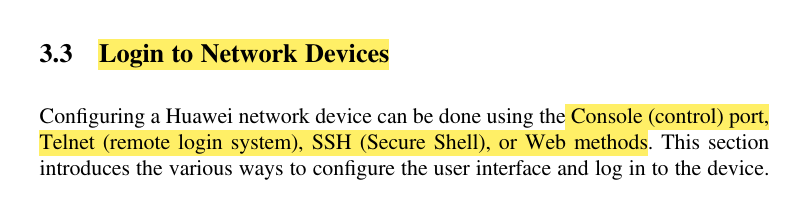 3.3 Login to Network Devices
Configuring a Huawei network device can be done using the Console (control) port,
Telnet (remote login system), SSH (Secure Shell), or Web methods. This section
introduces the various ways to configure the user interface and log in to the device.